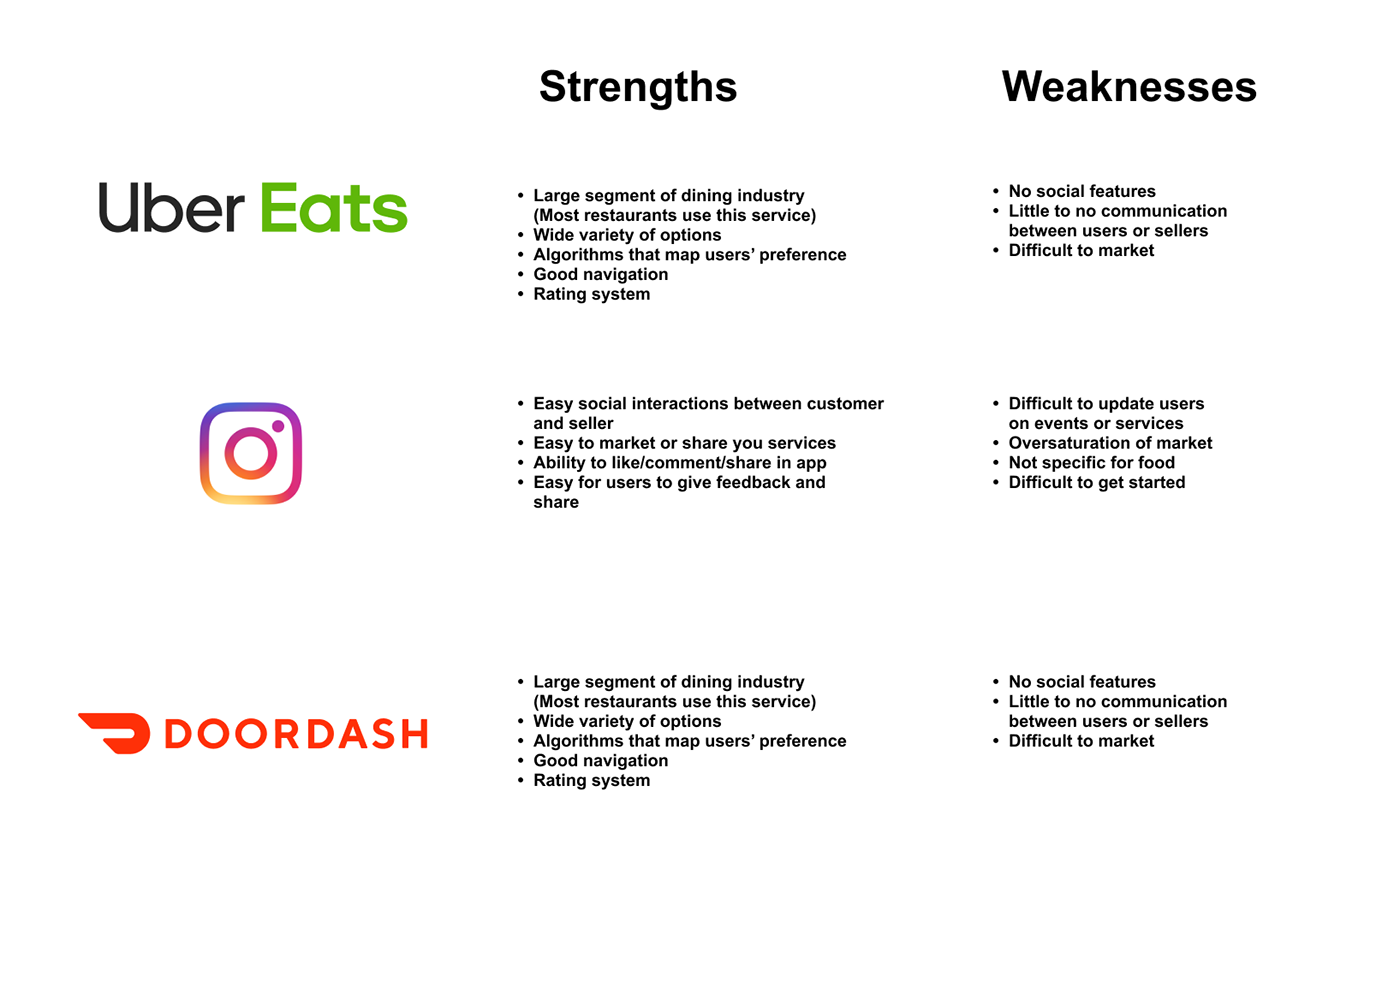 Strengths
Weaknesses
Uber Eats
• Large segment of dining industry
(Most restaurants use this service)
• Wide variety of options
• Algorithms that map users’ preference
• Good navigation
• Rating system
• No social features
• Little to no communication
between users or sellers
• Difficult to market
• Easy social interactions between customer
and seller
• Easy to market or share you services
• Ability to like/comment/share in app
• Easy for users to give feedback and
share
• Difficult to update users
on events or services
• Oversaturation of market
• Not specific for food
• Difficult to get started
DOORDASH
• Large segment of dining industry
(Most restaurants use this service)
• Wide variety of options
• Algorithms that map users’ preference
• Good navigation
• Rating system
• No social features
• Little to no communication
between users or sellers
• Difficult to market